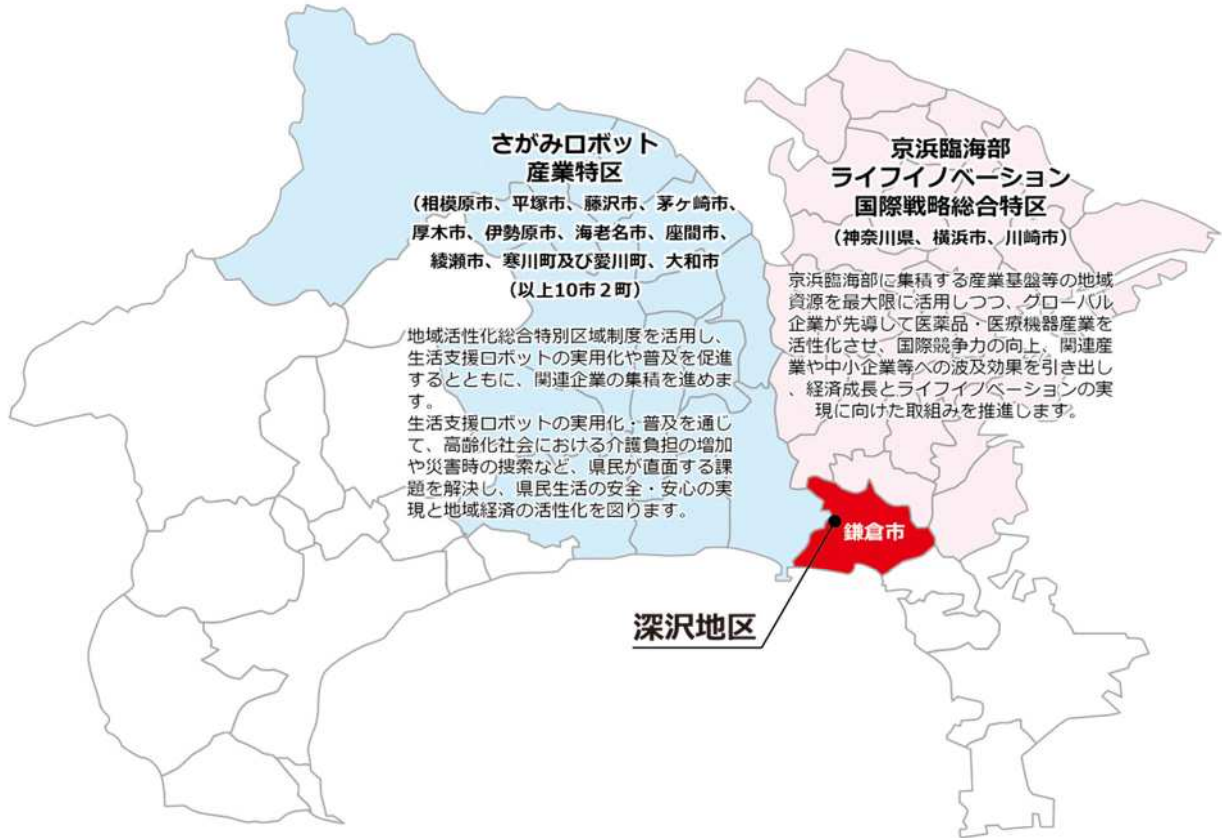 さがみロボット
産業特区
(相模原市、平塚市、藤沢市、茅ヶ崎市、
厚木市、伊勢原市、海老名市、座間市、
綾瀬市、寒川町及び愛川町、大和市
(以上10市2町)
地域活性化総合特別区域制度を活用し、
生活支援ロボットの実用化や普及を促進
するとともに、関連企業の集積を進めま
す。
生活支援ロボットの実用化・普及を通じ
て、高齢化社会における介護負担の増加
や災害時の捜索など、県民が直面する課
題を解決し、県民生活の安全・安心の実
現と地域経済の活性化を図ります。
京浜臨海部
ライフイノベーション
国際戦略総合特区
(神奈川県、横浜市、川崎市)
京浜臨海部に集積する産業基盤等の地域
資源を最大限に活用しつつ、グローバル
企業が先導して医薬品・医療機器産業を
活性化させ、国際競争力の向上、関連産
業や中小企業等への波及効果を引き出し
、経済成長とライフイノベーションの実
現に向けた取組みを推進します。
鎌倉市
深沢地区